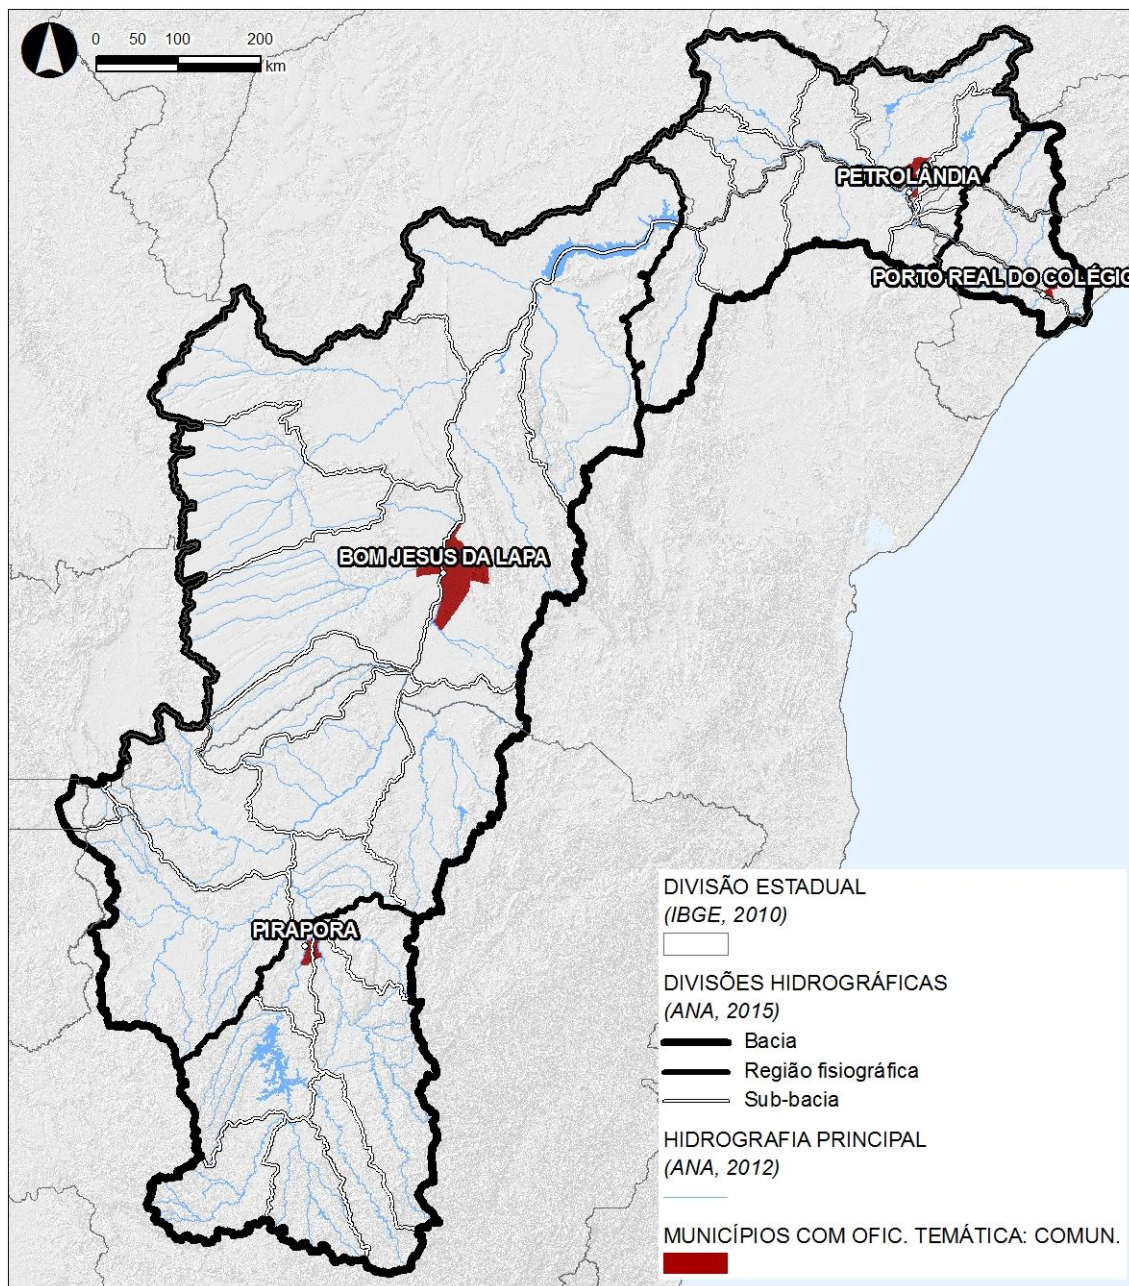 0 50 100 200
km
PETROLÂNDIA
PORTO REAL DO COLÉGIO
BOM JESUS DA LAPA
PIRAPORA
DIVISÃO ESTADUAL
(IBGE, 2010)
DIVISÕES HIDROGRÁFICAS
(ANA, 2015)
Bacia
Região fisiográfica
Sub-bacia
HIDROGRAFIA PRINCIPAL
(ANA, 2012)
MUNICÍPIOS COM OFIC. TEMÁTICA: COMUN.